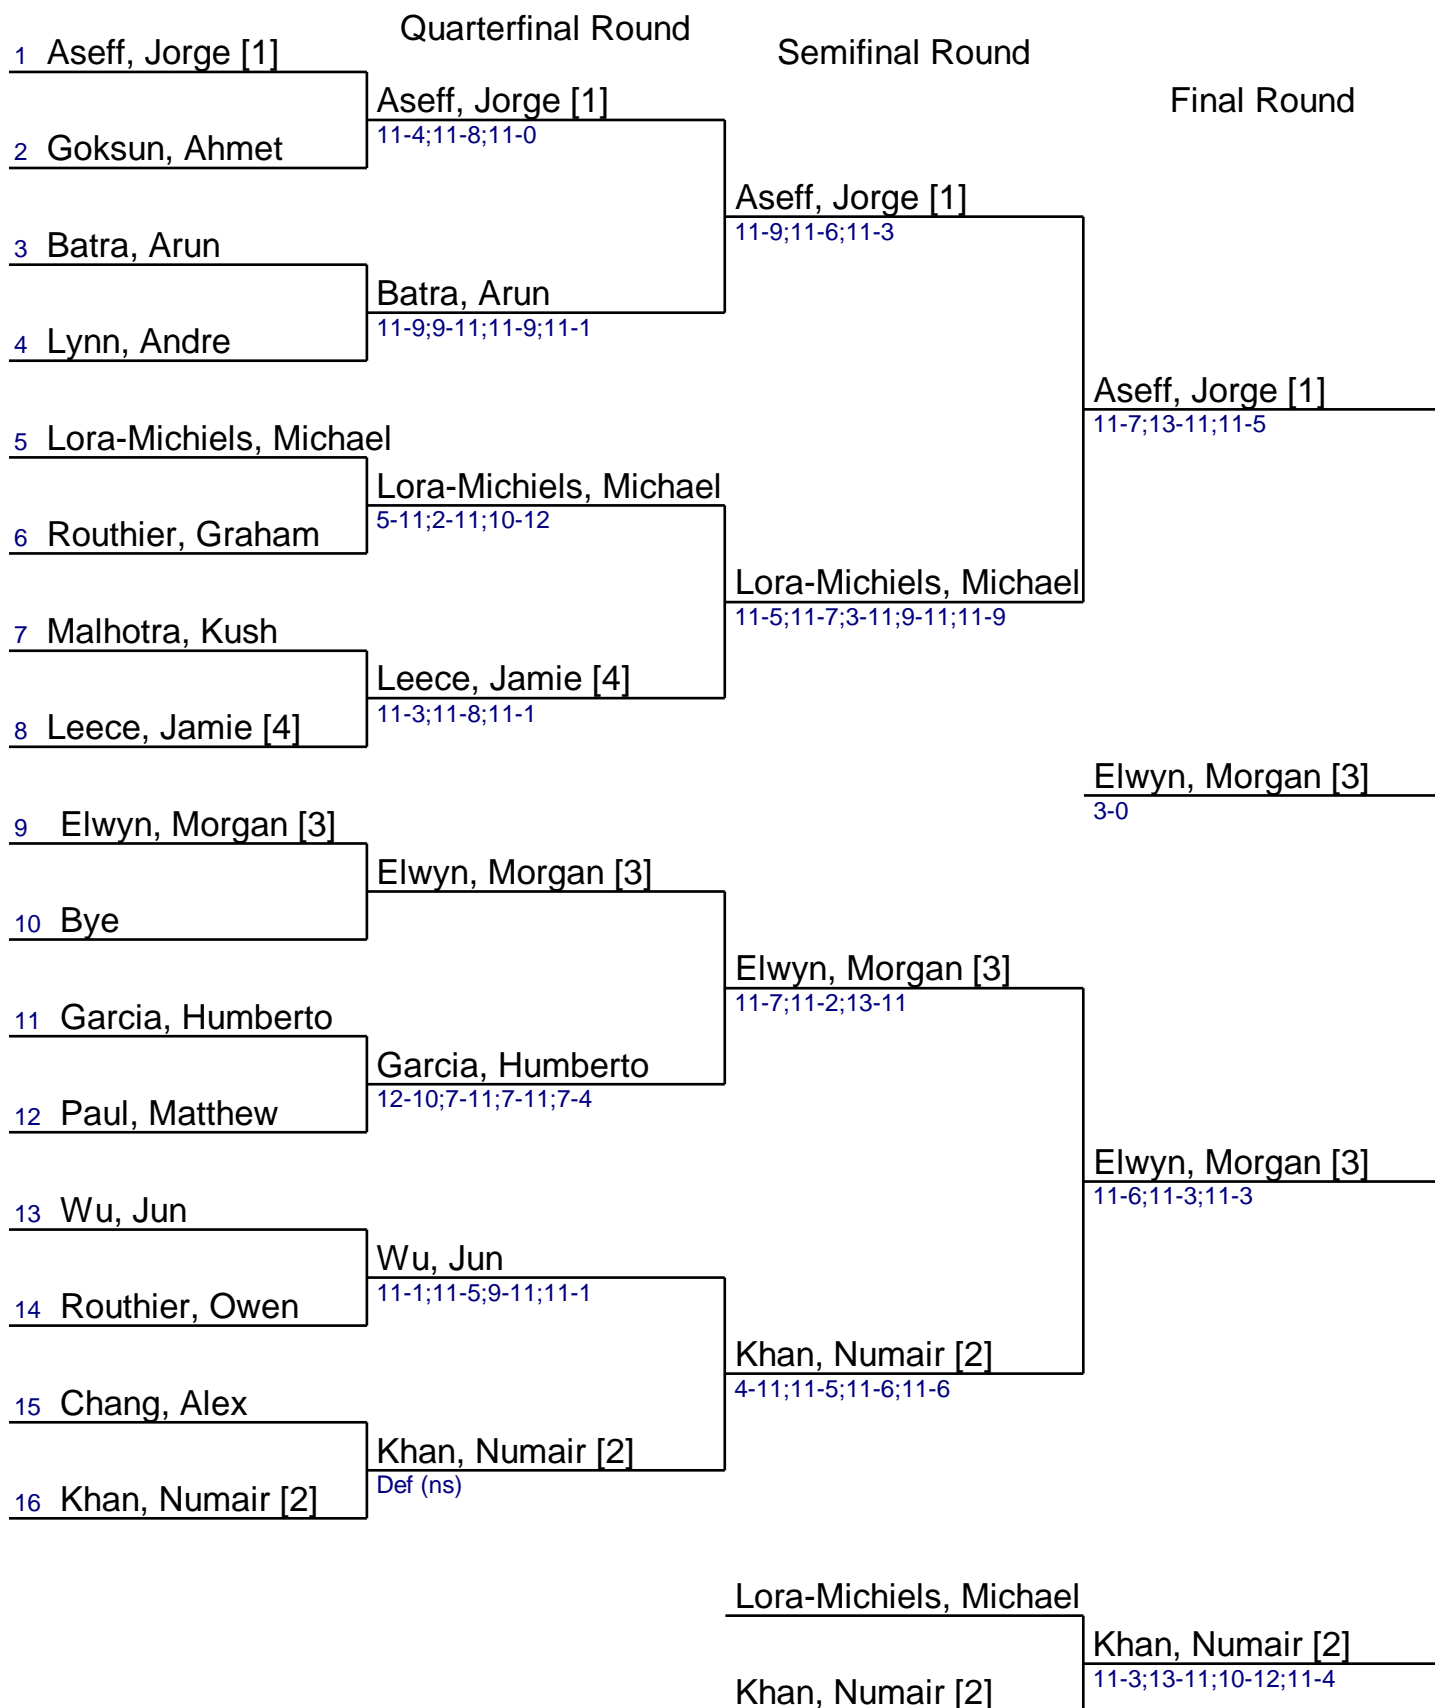 Quarterfinal Round
Semifinal Round
Final Round
1 Aseff, Jorge [1]
Aseff, Jorge [1]
11-4;11-8;11-0
2 Goksun, Ahmet
Aseff, Jorge [1]
11-9;11-6;11-3
3 Batra, Arun
Batra, Arun
11-9;9-11;11-9;11-1
4 Lynn, Andre
Aseff, Jorge [1]
11-7;13-11;11-5
5 Lora-Michiels, Michael
Lora-Michiels, Michael
5-11;2-11;10-12
6 Routhier, Graham
Lora-Michiels, Michael
11-5;11-7;3-11;9-11;11-9
7 Malhotra, Kush
Leece, Jamie [4]
11-3;11-8;11-1
8 Leece, Jamie [4]
Elwyn, Morgan [3]
3-0
9 Elwyn, Morgan [3]
Elwyn, Morgan [3]
10 Bye
Elwyn, Morgan [3]
11-7;11-2;13-11
11 Garcia, Humberto
Garcia, Humberto
12-10;7-11;7-11;7-4
12 Paul, Matthew
Elwyn, Morgan [3]
11-6;11-3;11-3
13 Wu, Jun
Wu, Jun
11-1;11-5;9-11;11-1
14 Routhier, Owen
Khan, Numair [2]
4-11;11-5;11-6;11-6
15 Chang, Alex
Khan, Numair [2]
Def (ns)
16 Khan, Numair [2]
Lora-Michiels, Michael
Khan, Numair [2]
11-3;13-11;10-12;11-4
Khan, Numair [2]